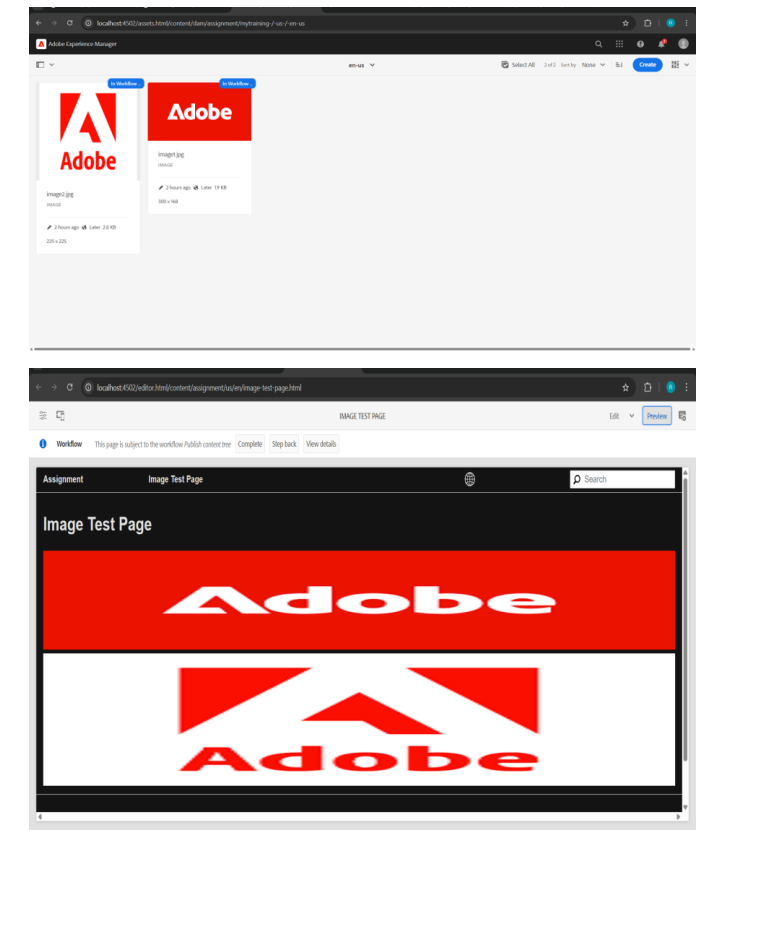 localhost:4502/assets.html/content/dam/assignment/mytraining-/-us-/-en-us
Adobe Experience Manager
en-us
Select All 2 of 2 Sort by None
Create
In Workflow ..
In Workflow ..
Adobe
Adobe
image1.jpg
IMAGE
2 hours ago Later 1.9 KB
300 x 168
image2.jpg
IMAGE
2 hours ago Later 2.8 KB
225 x 225
localhost:4502/editor.html/content/assignment/us/en/image-test-page.html
IMAGE TEST PAGE
Edit
Preview
Workflow This page is subject to the workflow Publish content tree Complete Step back View details
Assignment Image Test Page
Search
Image Test Page
Adobe
Adobe